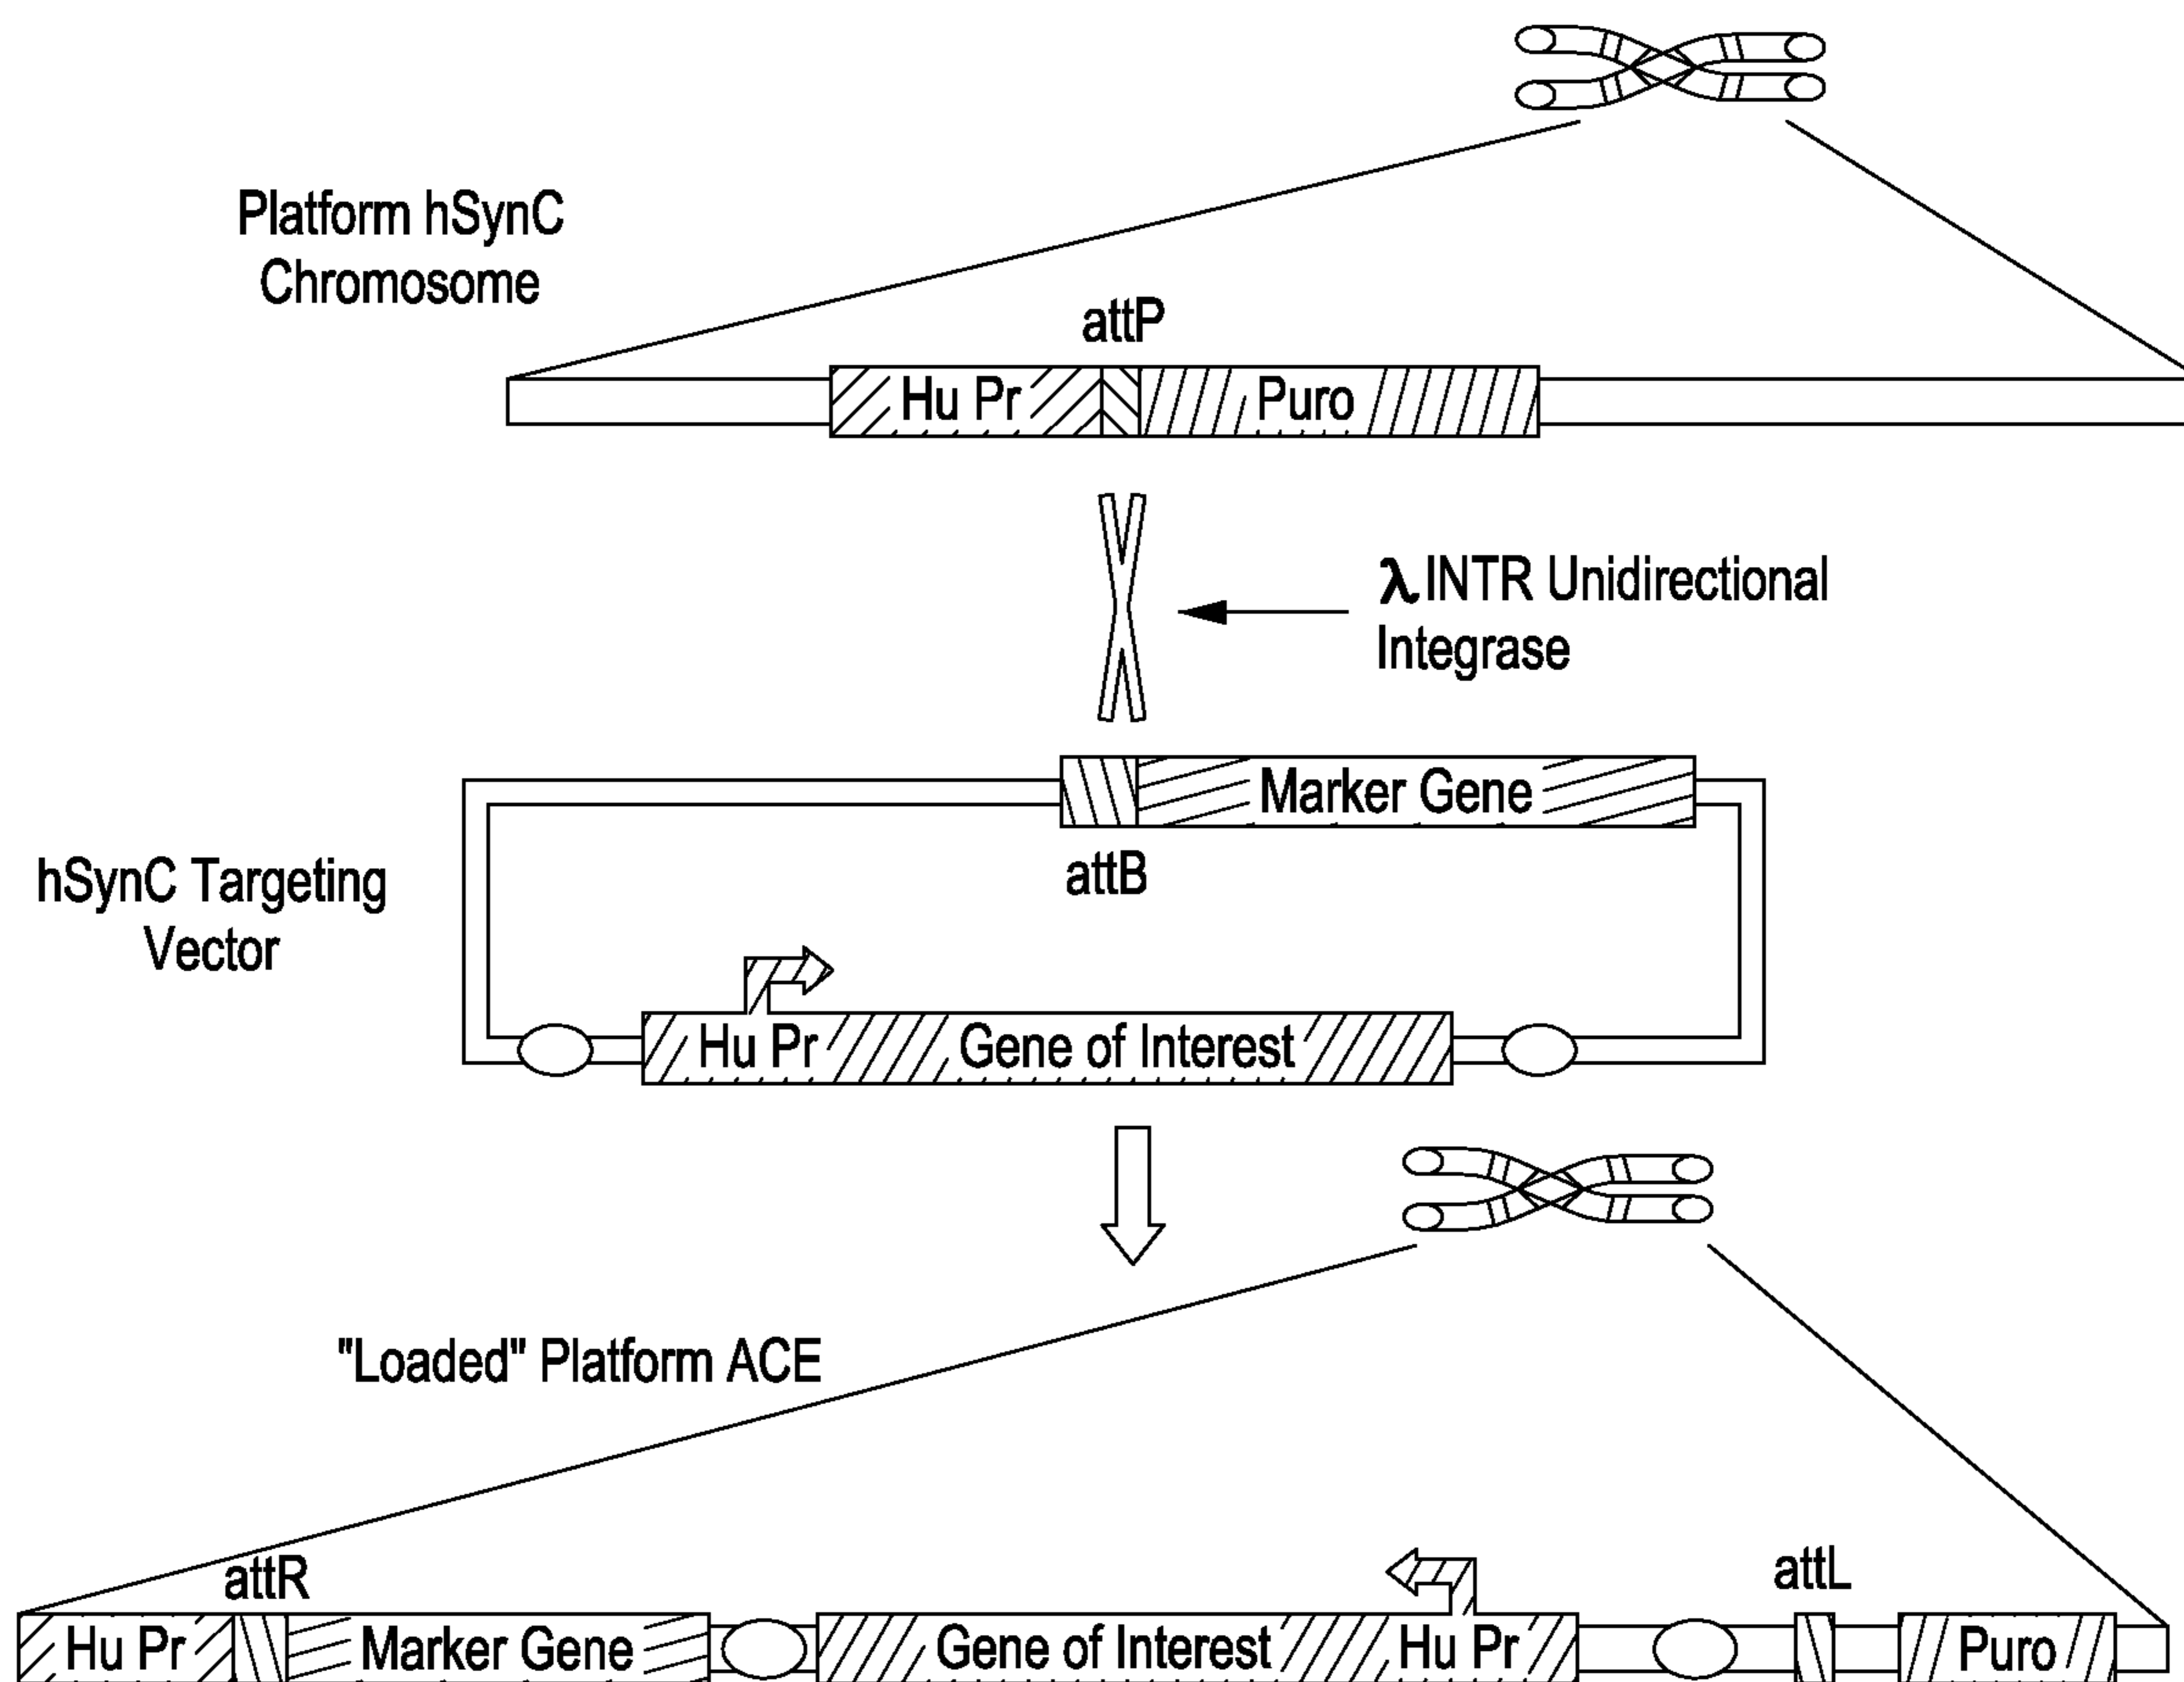 Platform hSynC
Chromosome
attP
Hu Pr
Puro
λ INTR Unidirectional
Integrase
Marker Gene
attB
hSynC Targeting
Vector
Hu Pr
Gene of Interest
"Loaded" Platform ACE
attR
attL
Hu Pr
Marker Gene
Gene of Interest
Hu Pr
Puro